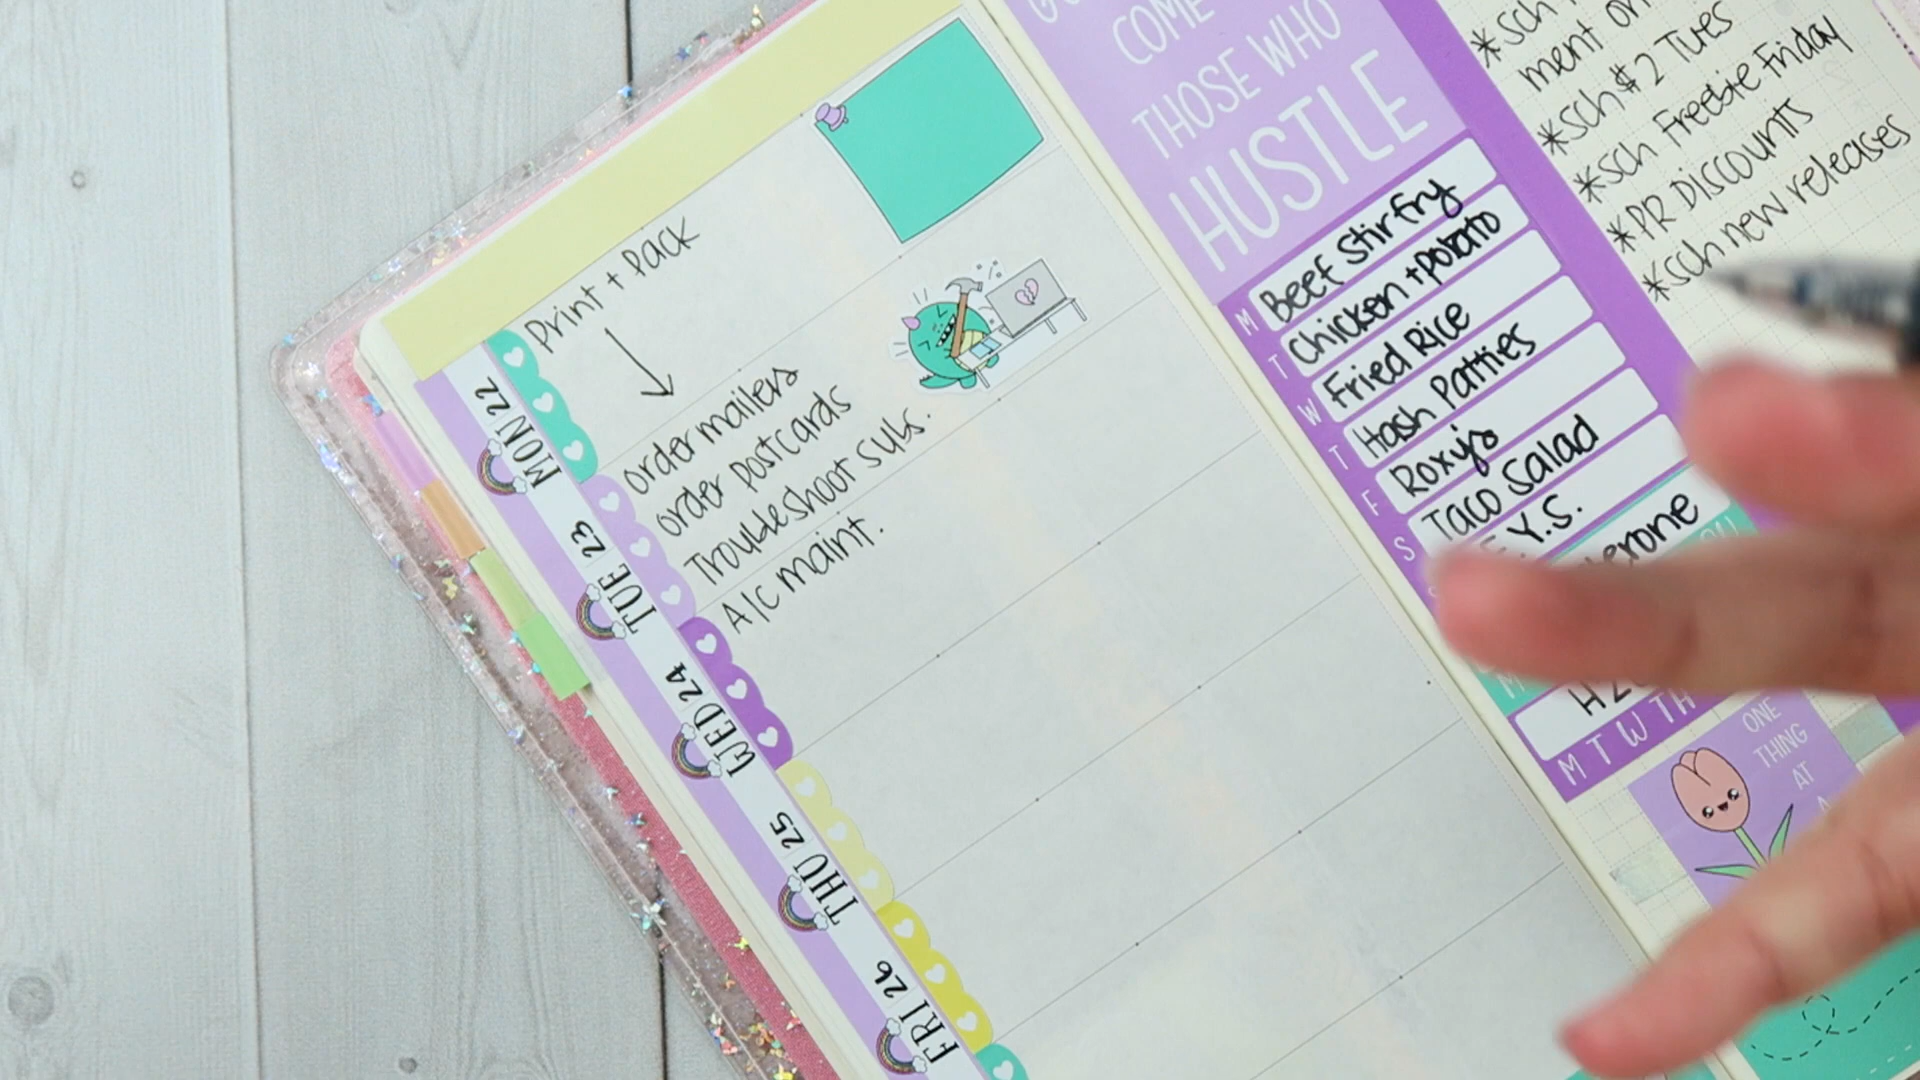 Print + Pack
order mailers
order postcards
Troubleshoot subs.
A/C maint.
MON 22
TUE 23
WED 24
THU 25
FRI 26
COME
THOSE WHO
HUSTLE
M Beef Stir fry
T Chicken + Potato
W Fried Rice
T Hash Patties
F Roxy's
S Taco Salad
Y.S.
M T W TH
ONE
THING
AT
A
*sch
ment on
*sch $2 Tues
*sch Freebie Friday
*PR Discounts
*sch new releases